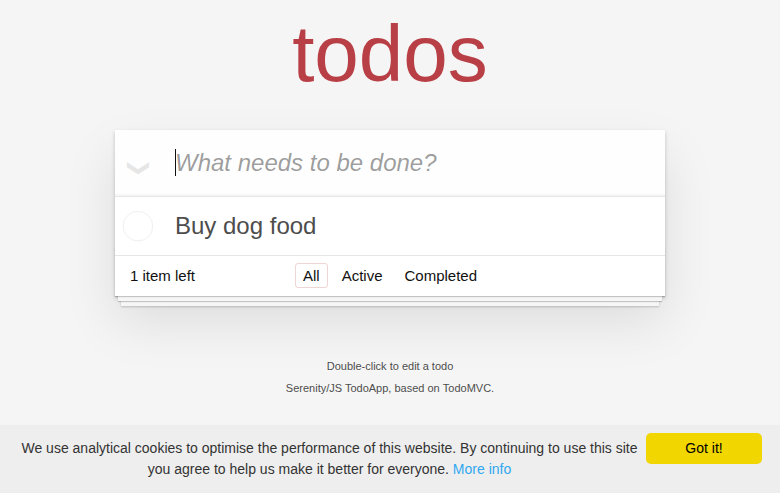 todos
What needs to be done?
Buy dog food
1 item left All Active Completed
Double-click to edit a todo
Serenity/JS TodoApp, based on TodoMVC.
We use analytical cookies to optimise the performance of this website. By continuing to use this site
you agree to help us make it better for everyone. More info
Got it!